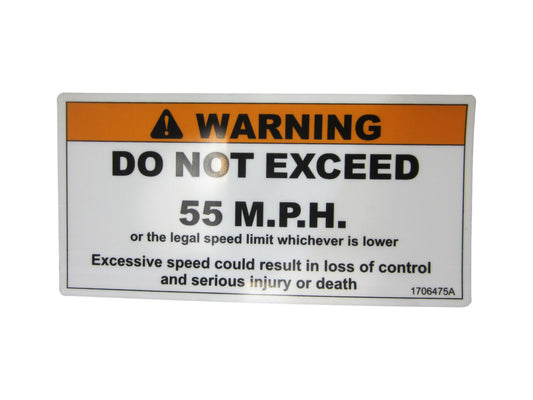 WARNING
DO NOT EXCEED
55 M.P.H.
or the legal speed limit whichever is lower
Excessive speed could result in loss of control
and serious injury or death
1706475A